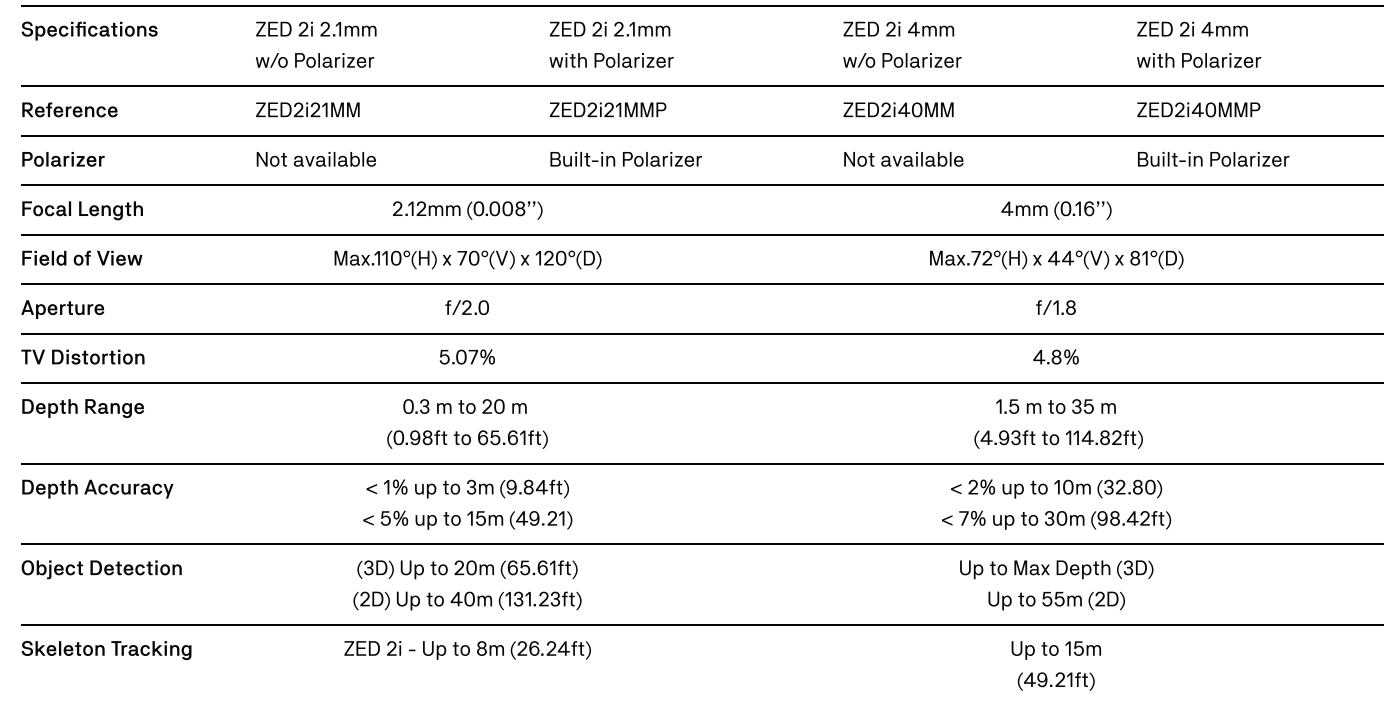 Specifications ZED 2i 2.1mm ZED 2i 2.1mm ZED 2i 4mm ZED 2i 4mm
w/o Polarizer with Polarizer w/o Polarizer with Polarizer
Reference ZED2i21MM ZED2i21MMP ZED2i40MM ZED2i40MMP
Polarizer Not available Built-in Polarizer Not available Built-in Polarizer
Focal Length 2.12mm (0.008’’) 4mm (0.16’’)
Field of View Max.110°(H) x 70°(V) x 120°(D) Max.72°(H) x 44°(V) x 81°(D)
Aperture f/2.0 f/1.8
TV Distortion 5.07% 4.8%
Depth Range 0.3 m to 20 m 1.5 m to 35 m
(0.98ft to 65.61ft) (4.93ft to 114.82ft)
Depth Accuracy < 1% up to 3m (9.84ft) < 2% up to 10m (32.80)
< 5% up to 15m (49.21) < 7% up to 30m (98.42ft)
Object Detection (3D) Up to 20m (65.61ft) Up to Max Depth (3D)
(2D) Up to 40m (131.23ft) Up to 55m (2D)
Skeleton Tracking ZED 2i - Up to 8m (26.24ft) Up to 15m
(49.21ft)